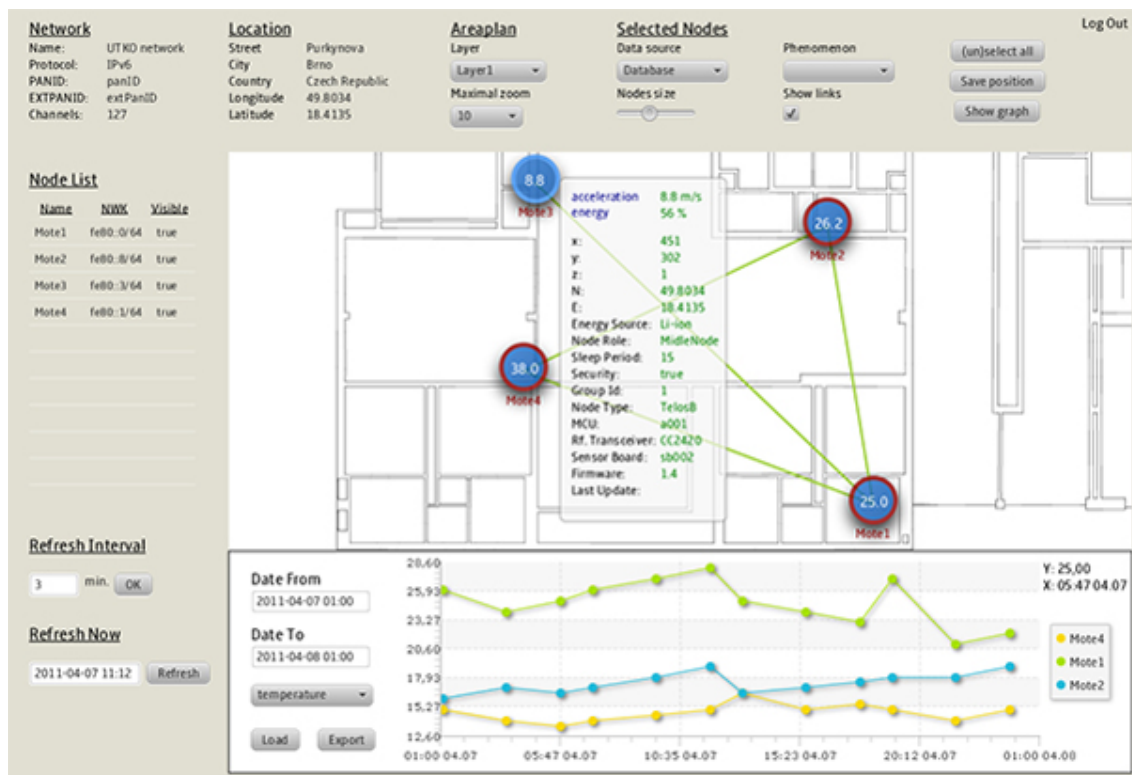 Network
Name: UTKO network
Protocol: IPv6
PANID: panID
EXTPANID: extPanID
Channels: 127
Location
Street Purkynova
City Brno
Country Czech Republic
Longitude 49.8034
Latitude 18.4135
Areaplan
Layer
Layer1
Maximal zoom
10
Selected Nodes
Data source
Database
Nodes size
Phenomenon
Show links
(un)select all
Save position
Show graph
Log Out
Node List
Name NWK Visible
Mote1 fe80::0/64 true
Mote2 fe80::8/64 true
Mote3 fe80::3/64 true
Mote4 fe80::1/64 true
Refresh Interval
3 min. OK
Refresh Now
2011-04-07 11:12 Refresh
8.8
Mote3
26.2
Mote2
38.0
Mote4
25.0
Mote1
acceleration 8.8 m/s
energy 56 %
x: 451
y: 302
z: 1
N: 49.8034
E: 18.4135
Energy Source: Li-ion
Node Role: MidleNode
Sleep Period: 15
Security: true
Group Id: 1
Node Type: TelosB
MCU: a001
Rf. Transceiver: CC2420
Sensor Board: sb002
Firmware: 1.4
Last Update:
Date From
2011-04-07 01:00
Date To
2011-04-08 01:00
temperature
Load Export
28,60
25,93
23,27
20,60
17,93
15,27
12,60
01:00 04.07 05:47 04.07 10:35 04.07 15:23 04.07 20:12 04.07 01:00 04.08
Y: 25,00
X: 05:47 04.07
Mote4
Mote1
Mote2